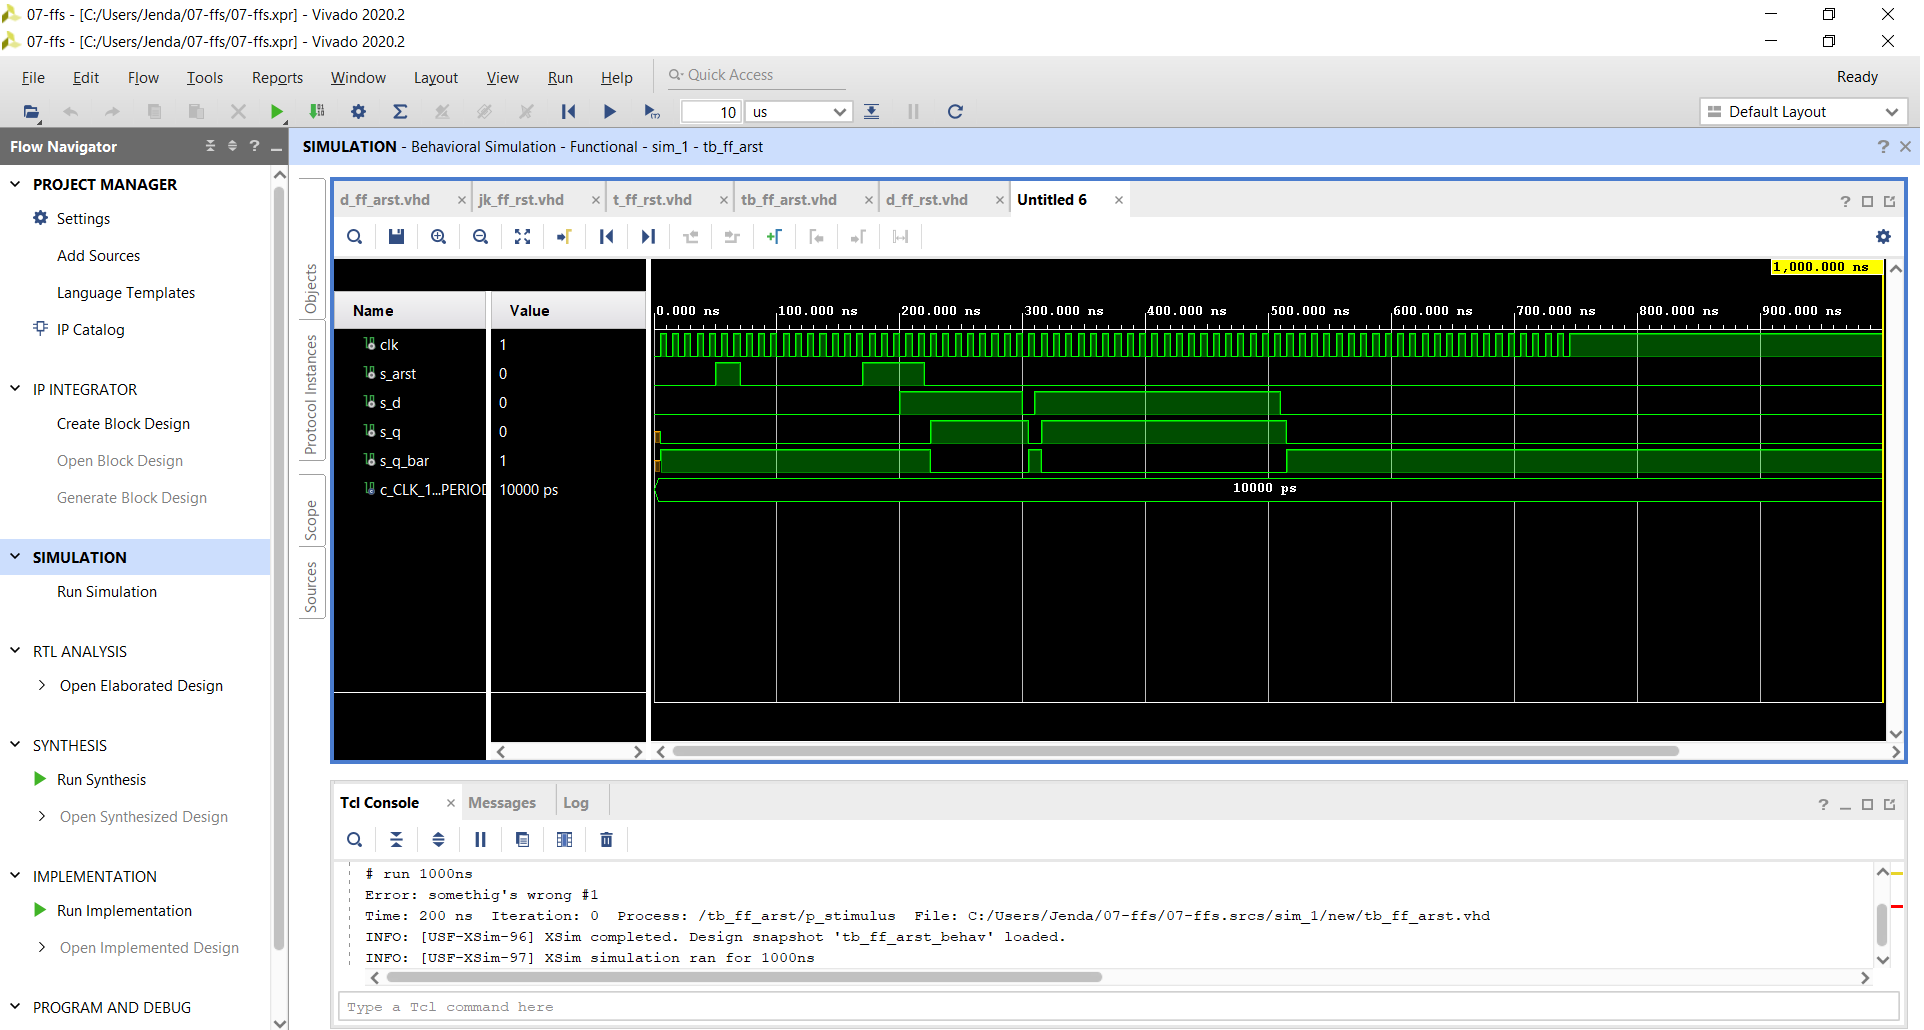 07-ffs - [C:/Users/Jenda/07-ffs/07-ffs.xpr] - Vivado 2020.2
07-ffs - [C:/Users/Jenda/07-ffs/07-ffs.xpr] - Vivado 2020.2
File Edit Flow Tools Reports Window Layout View Run Help Quick Access Ready
10 us Default Layout
Flow Navigator
SIMULATION - Behavioral Simulation - Functional - sim_1 - tb_ff_arst
PROJECT MANAGER
Settings
Add Sources
Language Templates
IP Catalog
IP INTEGRATOR
Create Block Design
Open Block Design
Generate Block Design
SIMULATION
Run Simulation
RTL ANALYSIS
Open Elaborated Design
SYNTHESIS
Run Synthesis
Open Synthesized Design
IMPLEMENTATION
Run Implementation
Open Implemented Design
PROGRAM AND DEBUG
Objects
Protocol Instances
Scope
Sources
d_ff_arst.vhd jk_ff_rst.vhd t_ff_rst.vhd tb_ff_arst.vhd d_ff_rst.vhd Untitled 6
1,000.000 ns
Name Value
0.000 ns 100.000 ns 200.000 ns 300.000 ns 400.000 ns 500.000 ns 600.000 ns 700.000 ns 800.000 ns 900.000 ns
clk 1
s_arst 0
s_d 0
s_q 0
s_q_bar 1
c_CLK_1...PERIOD 10000 ps 10000 ps
Tcl Console Messages Log
# run 1000ns
Error: somethig's wrong #1
Time: 200 ns Iteration: 0 Process: /tb_ff_arst/p_stimulus File: C:/Users/Jenda/07-ffs/07-ffs.srcs/sim_1/new/tb_ff_arst.vhd
INFO: [USF-XSim-96] XSim completed. Design snapshot 'tb_ff_arst_behav' loaded.
INFO: [USF-XSim-97] XSim simulation ran for 1000ns
Type a Tcl command here